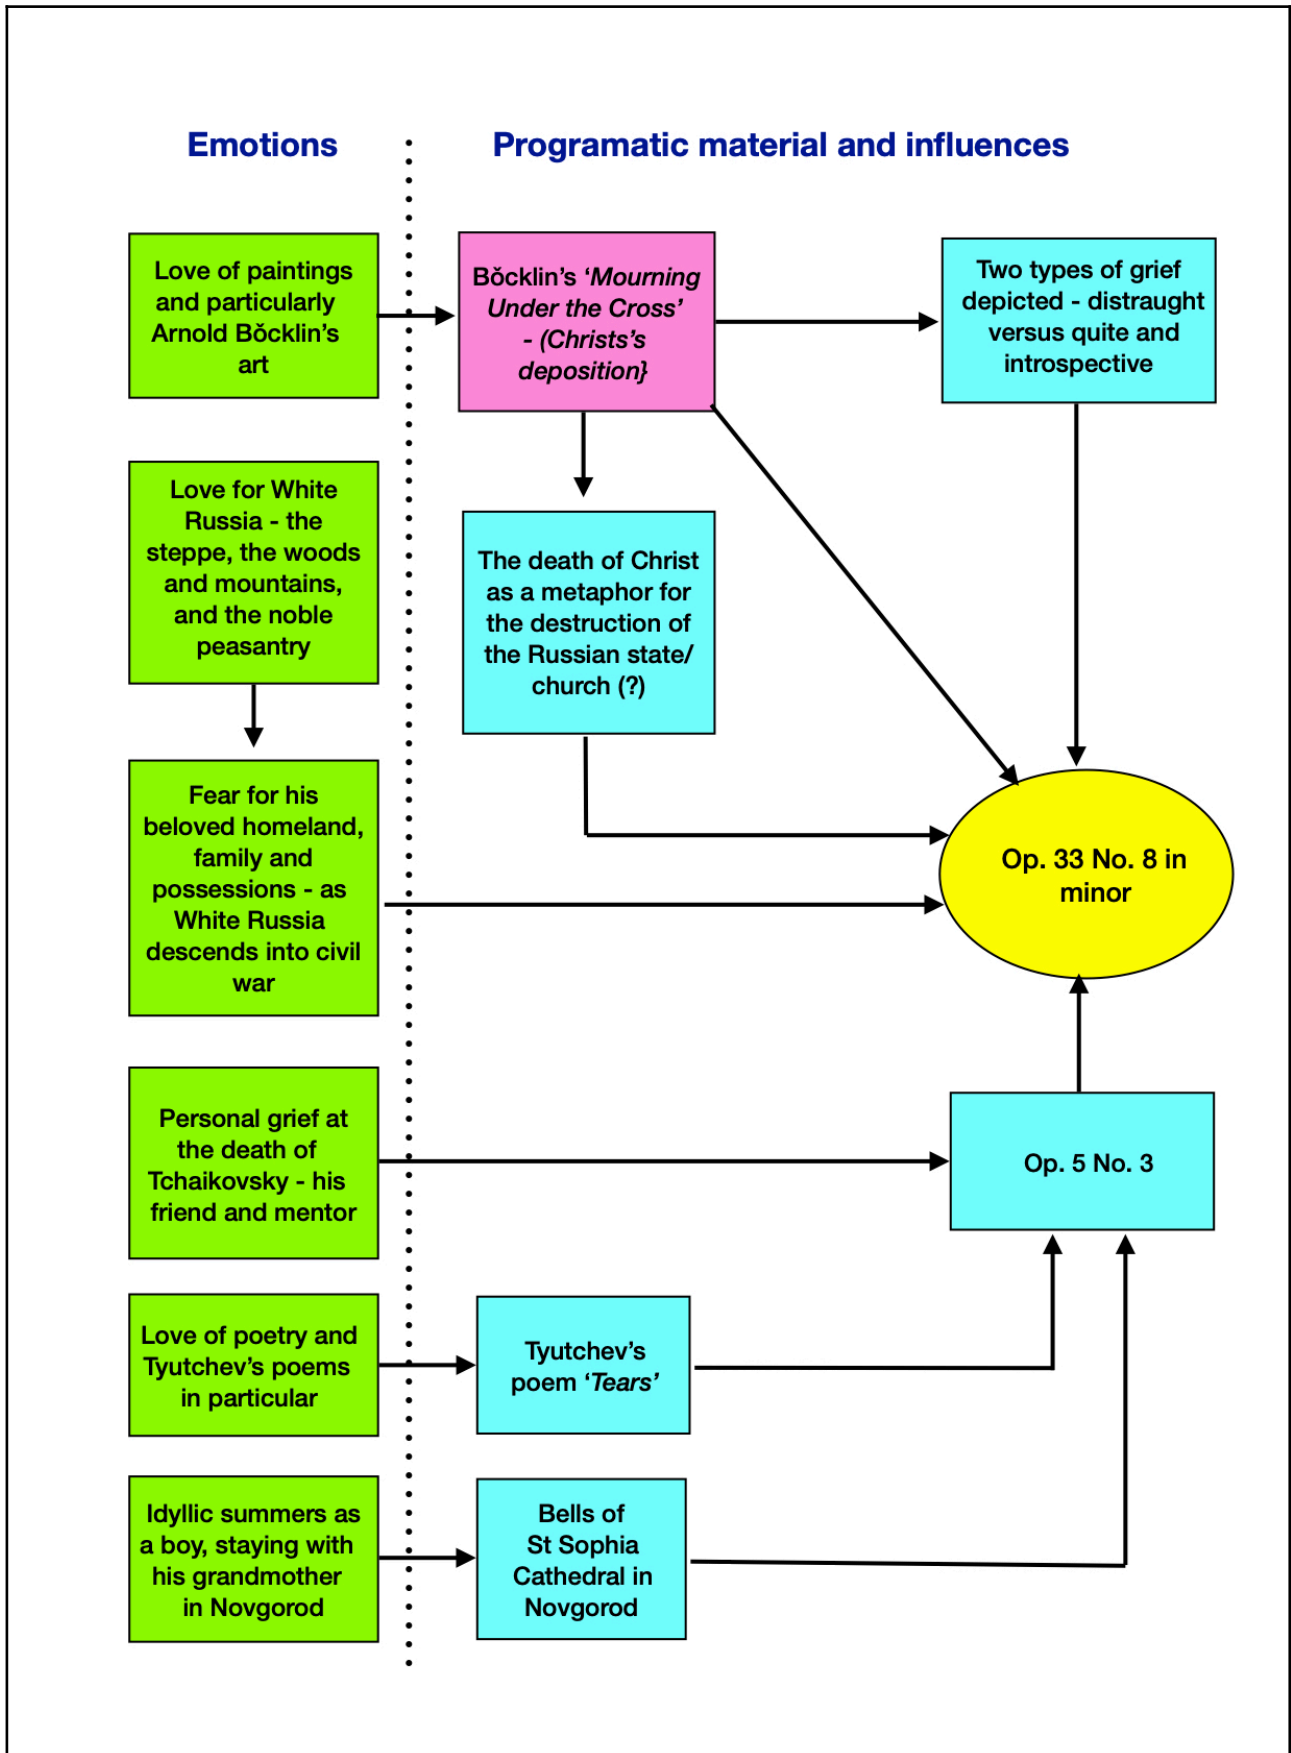 Emotions
Programatic material and influences
Love of paintings
and particularly
Arnold Bǒcklin’s
art
Bǒcklin’s ‘Mourning
Under the Cross’
- (Christs’s
deposition}
Two types of grief
depicted - distraught
versus quite and
introspective
Love for White
Russia - the
steppe, the woods
and mountains,
and the noble
peasantry
The death of Christ
as a metaphor for
the destruction of
the Russian state/
church (?)
Fear for his
beloved homeland,
family and
possessions - as
White Russia
descends into civil
war
Op. 33 No. 8 in
minor
Personal grief at
the death of
Tchaikovsky - his
friend and mentor
Op. 5 No. 3
Love of poetry and
Tyutchev’s poems
in particular
Tyutchev’s
poem ‘Tears’
Idyllic summers as
a boy, staying with
his grandmother
in Novgorod
Bells of
St Sophia
Cathedral in
Novgorod